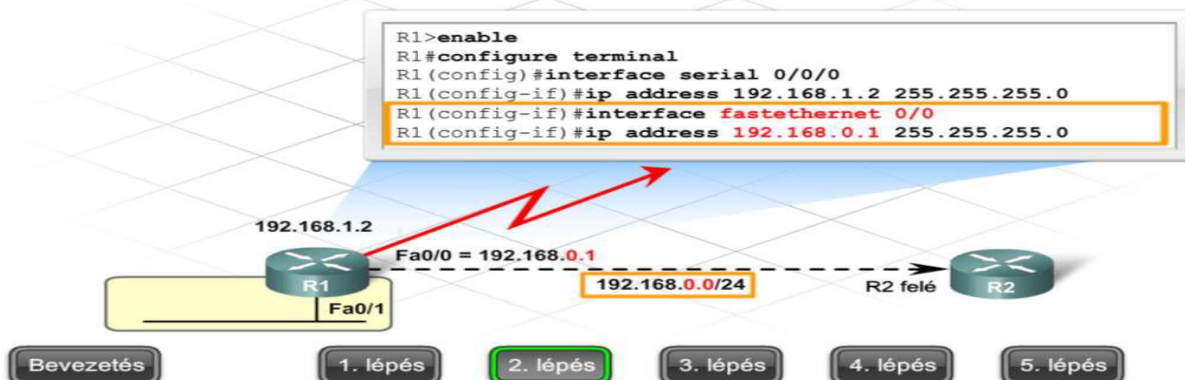 R1>enable
R1#configure terminal
R1(config)#interface serial 0/0/0
R1(config-if)#ip address 192.168.1.2 255.255.255.0
R1(config-if)#interface fastethernet 0/0
R1(config-if)#ip address 192.168.0.1 255.255.255.0
192.168.1.2
Fa0/0 = 192.168.0.1
R1
192.168.0.0/24
R2 felé
R2
Fa0/1
Bevezetés
1. lépés
2. lépés
3. lépés
4. lépés
5. lépés